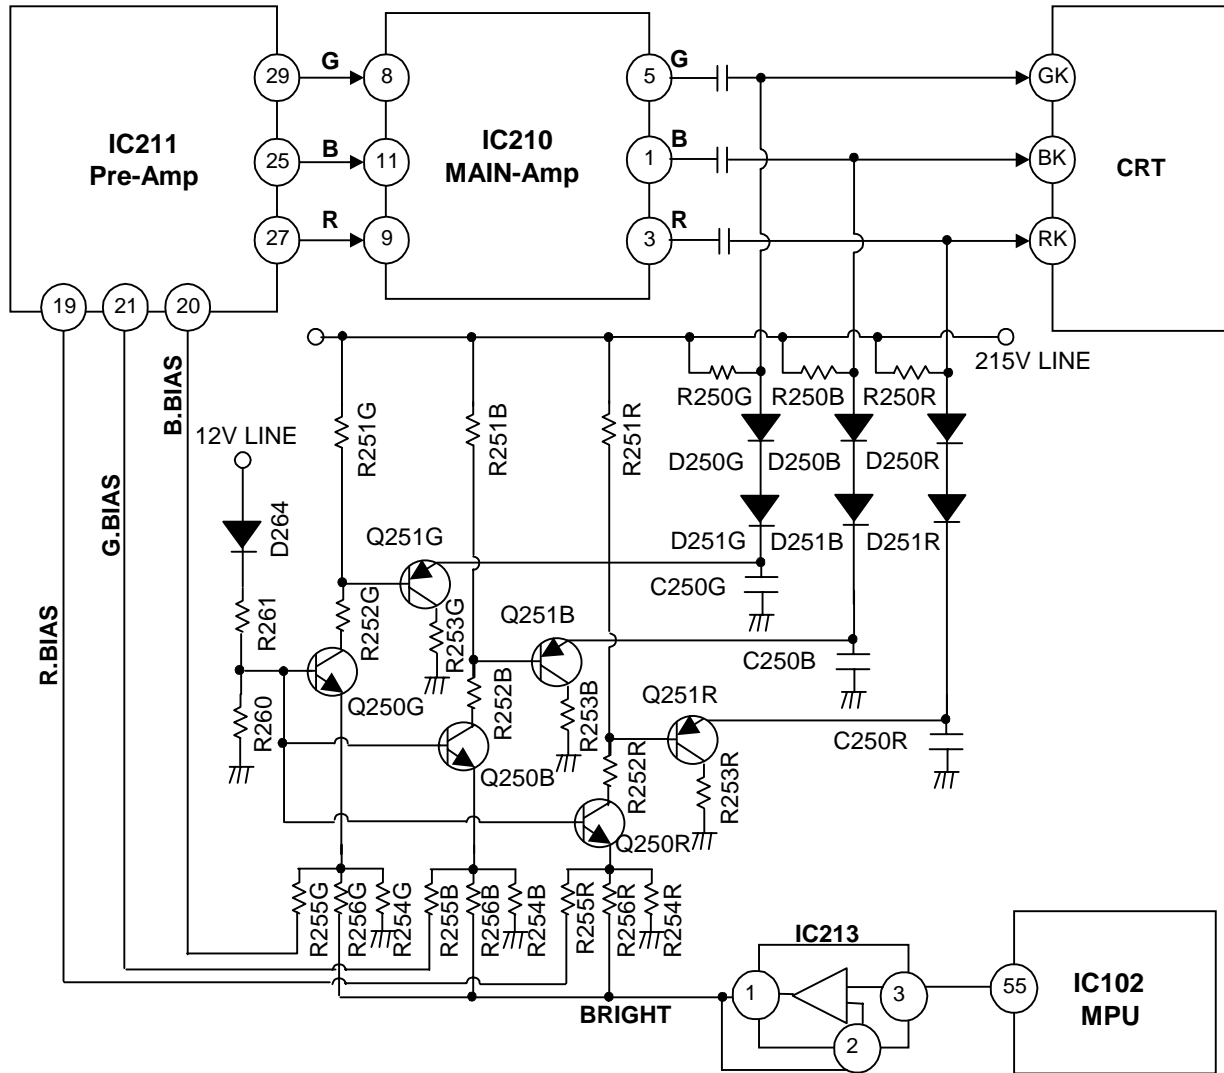 G
G
29
8
5
GK
IC211
Pre-Amp
IC210
MAIN-Amp
B
B
25
11
1
BK
CRT
R
R
27
9
3
RK
19
21
20
215V LINE
B.BIAS
G.BIAS
R.BIAS
12V LINE
R251G
R251B
R251R
R250G
R250B
R250R
D250G
D250B
D250R
D264
Q251G
D251G
D251B
D251R
R261
R252G
R253G
C250G
Q251B
R260
Q250G
R252B
R253B
C250B
Q251R
Q250B
R252R
R253R
C250R
Q250R
R255G
R256G
R254G
R255B
R256B
R254B
R255R
R256R
R254R
IC213
1
3
2
55
IC102
MPU
BRIGHT